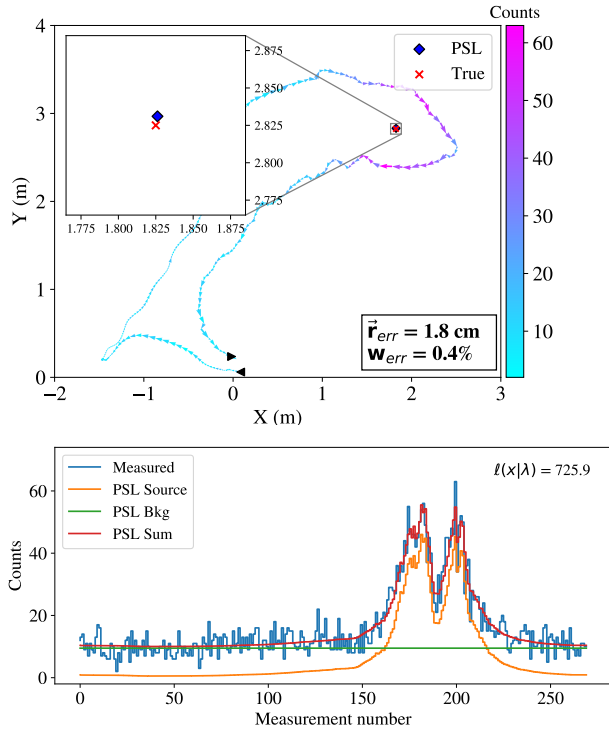 Counts
4
3
2
1
0
Y (m)
2.875
2.850
2.825
2.800
2.775
1.775 1.800 1.825 1.850 1.875
PSL
True
60
50
40
30
20
10
r⃗_err = 1.8 cm
w_err = 0.4%
−2 −1 0 1 2 3
X (m)
Measured
PSL Source
PSL Bkg
PSL Sum
ℓ(x|λ) = 725.9
60
40
20
0
Counts
0 50 100 150 200 250
Measurement number